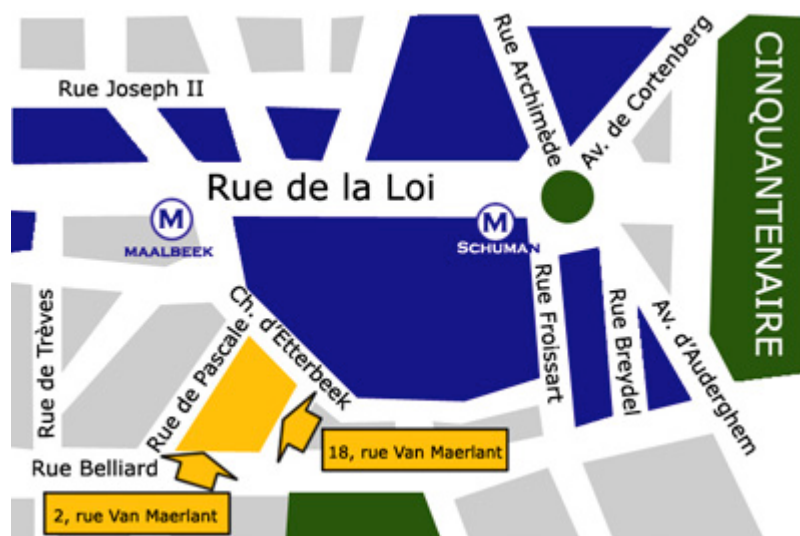 Rue Joseph II
Rue Archimède
Av. de Cortenberg
CINQUANTENAIRE
Rue de la Loi
M
MAALBEEK
M
SCHUMAN
Rue de Trèves
Rue de Pascale
Ch. d'Etterbeek
Rue Froissart
Rue Breydel
Av. d'Auderghem
Rue Belliard
18, rue Van Maerlant
2, rue Van Maerlant